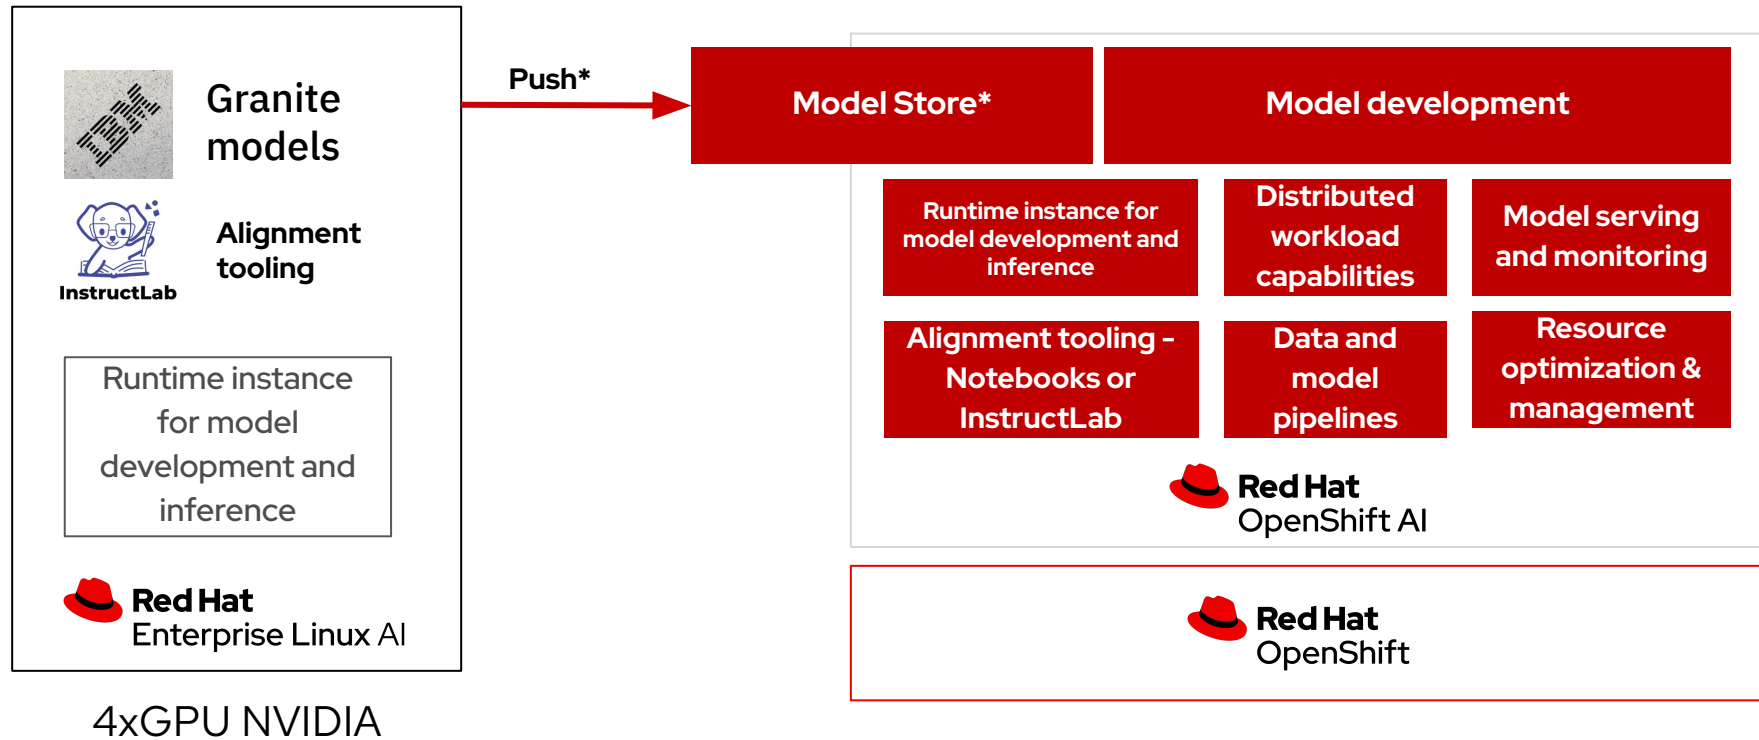 IBM
Granite
models
Alignment
tooling
InstructLab
Runtime instance
for model
development and
inference
Red Hat
Enterprise Linux AI
4xGPU NVIDIA
Push*
Model Store*
Model development
Runtime instance for
model development and
inference
Distributed
workload
capabilities
Model serving
and monitoring
Alignment tooling -
Notebooks or
InstructLab
Data and
model
pipelines
Resource
optimization &
management
Red Hat
OpenShift AI
Red Hat
OpenShift